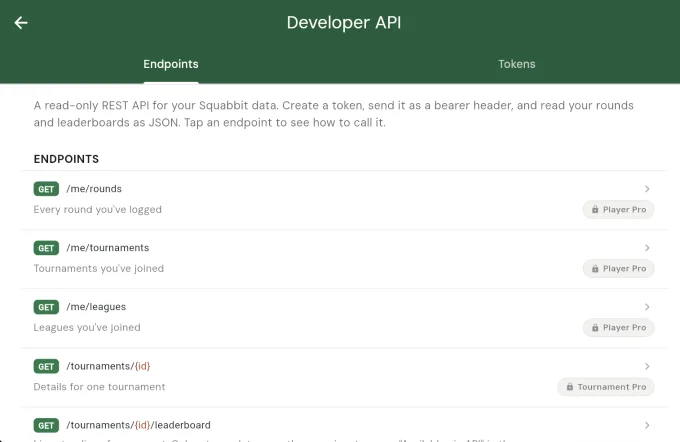 Developer API
Endpoints
Tokens
A read-only REST API for your Squabbit data. Create a token, send it as a bearer header, and read your rounds
and leaderboards as JSON. Tap an endpoint to see how to call it.
ENDPOINTS
GET /me/rounds
Every round you've logged
Player Pro
GET /me/tournaments
Tournaments you've joined
Player Pro
GET /me/leagues
Leagues you've joined
Player Pro
GET /tournaments/{id}
Details for one tournament
Tournament Pro
GET /tournaments/{id}/leaderboard